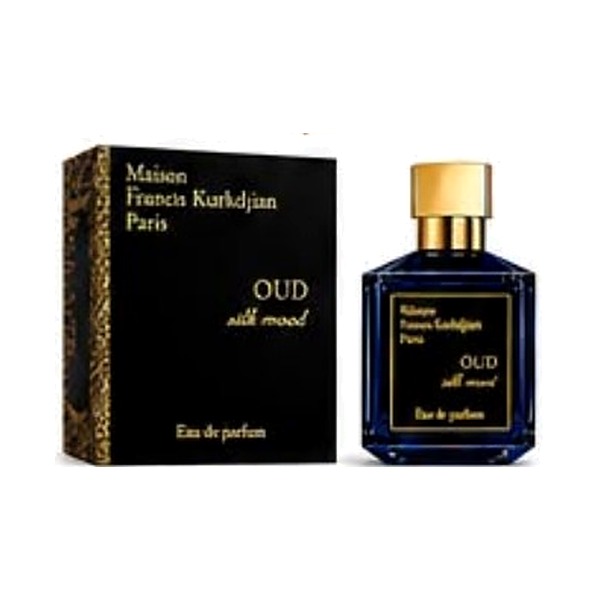 Maison
Francis Kurkdjian
Paris
OUD
silk mood
Eau de parfum
Maison
Francis Kurkdjian
Paris
OUD
silk mood
Eau de parfum